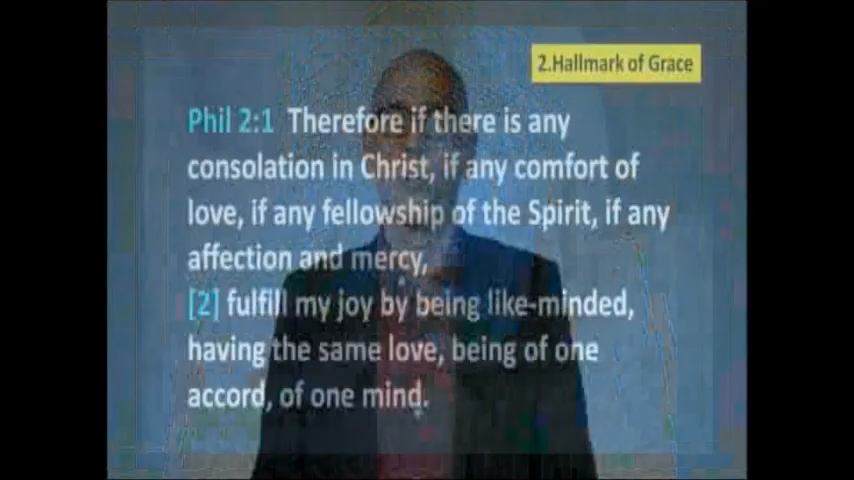 2.Hallmark of Grace
Phil 2:1 Therefore if there is any
consolation in Christ, if any comfort of
love, if any fellowship of the Spirit, if any
affection and mercy,
[2] fulfill my joy by being like-minded,
having the same love, being of one
accord, of one mind.